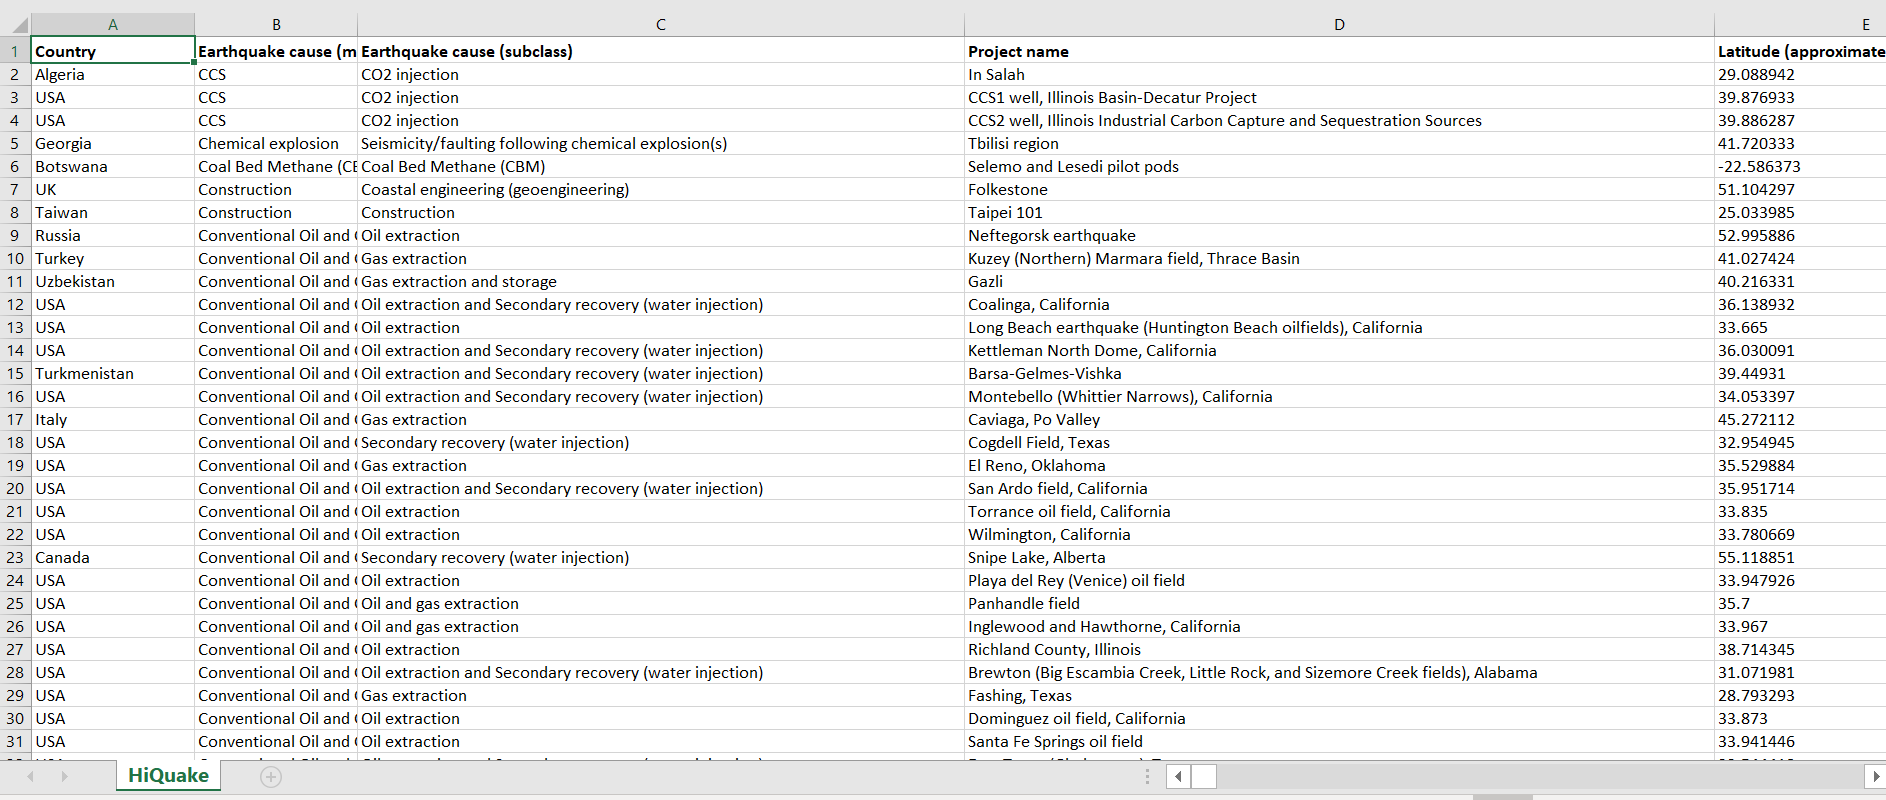 A B C D E
1 Country Earthquake cause (m Earthquake cause (subclass) Project name Latitude (approximate
2 Algeria CCS CO2 injection In Salah 29.088942
3 USA CCS CO2 injection CCS1 well, Illinois Basin-Decatur Project 39.876933
4 USA CCS CO2 injection CCS2 well, Illinois Industrial Carbon Capture and Sequestration Sources 39.886287
5 Georgia Chemical explosion Seismicity/faulting following chemical explosion(s) Tbilisi region 41.720333
6 Botswana Coal Bed Methane (CB Coal Bed Methane (CBM) Selemo and Lesedi pilot pods -22.586373
7 UK Construction Coastal engineering (geoengineering) Folkestone 51.104297
8 Taiwan Construction Construction Taipei 101 25.033985
9 Russia Conventional Oil and Oil extraction Neftegorsk earthquake 52.995886
10 Turkey Conventional Oil and Gas extraction Kuzey (Northern) Marmara field, Thrace Basin 41.027424
11 Uzbekistan Conventional Oil and Gas extraction and storage Gazli 40.216331
12 USA Conventional Oil and Oil extraction and Secondary recovery (water injection) Coalinga, California 36.138932
13 USA Conventional Oil and Oil extraction Long Beach earthquake (Huntington Beach oilfields), California 33.665
14 USA Conventional Oil and Oil extraction and Secondary recovery (water injection) Kettleman North Dome, California 36.030091
15 Turkmenistan Conventional Oil and Oil extraction and Secondary recovery (water injection) Barsa-Gelmes-Vishka 39.44931
16 USA Conventional Oil and Oil extraction and Secondary recovery (water injection) Montebello (Whittier Narrows), California 34.053397
17 Italy Conventional Oil and Gas extraction Caviaga, Po Valley 45.272112
18 USA Conventional Oil and Secondary recovery (water injection) Cogdell Field, Texas 32.954945
19 USA Conventional Oil and Gas extraction El Reno, Oklahoma 35.529884
20 USA Conventional Oil and Oil extraction and Secondary recovery (water injection) San Ardo field, California 35.951714
21 USA Conventional Oil and Oil extraction Torrance oil field, California 33.835
22 USA Conventional Oil and Oil extraction Wilmington, California 33.780669
23 Canada Conventional Oil and Secondary recovery (water injection) Snipe Lake, Alberta 55.118851
24 USA Conventional Oil and Oil extraction Playa del Rey (Venice) oil field 33.947926
25 USA Conventional Oil and Oil and gas extraction Panhandle field 35.7
26 USA Conventional Oil and Oil and gas extraction Inglewood and Hawthorne, California 33.967
27 USA Conventional Oil and Oil extraction Richland County, Illinois 38.714345
28 USA Conventional Oil and Oil extraction and Secondary recovery (water injection) Brewton (Big Escambia Creek, Little Rock, and Sizemore Creek fields), Alabama 31.071981
29 USA Conventional Oil and Gas extraction Fashing, Texas 28.793293
30 USA Conventional Oil and Oil extraction Dominguez oil field, California 33.873
31 USA Conventional Oil and Oil extraction Santa Fe Springs oil field 33.941446
HiQuake